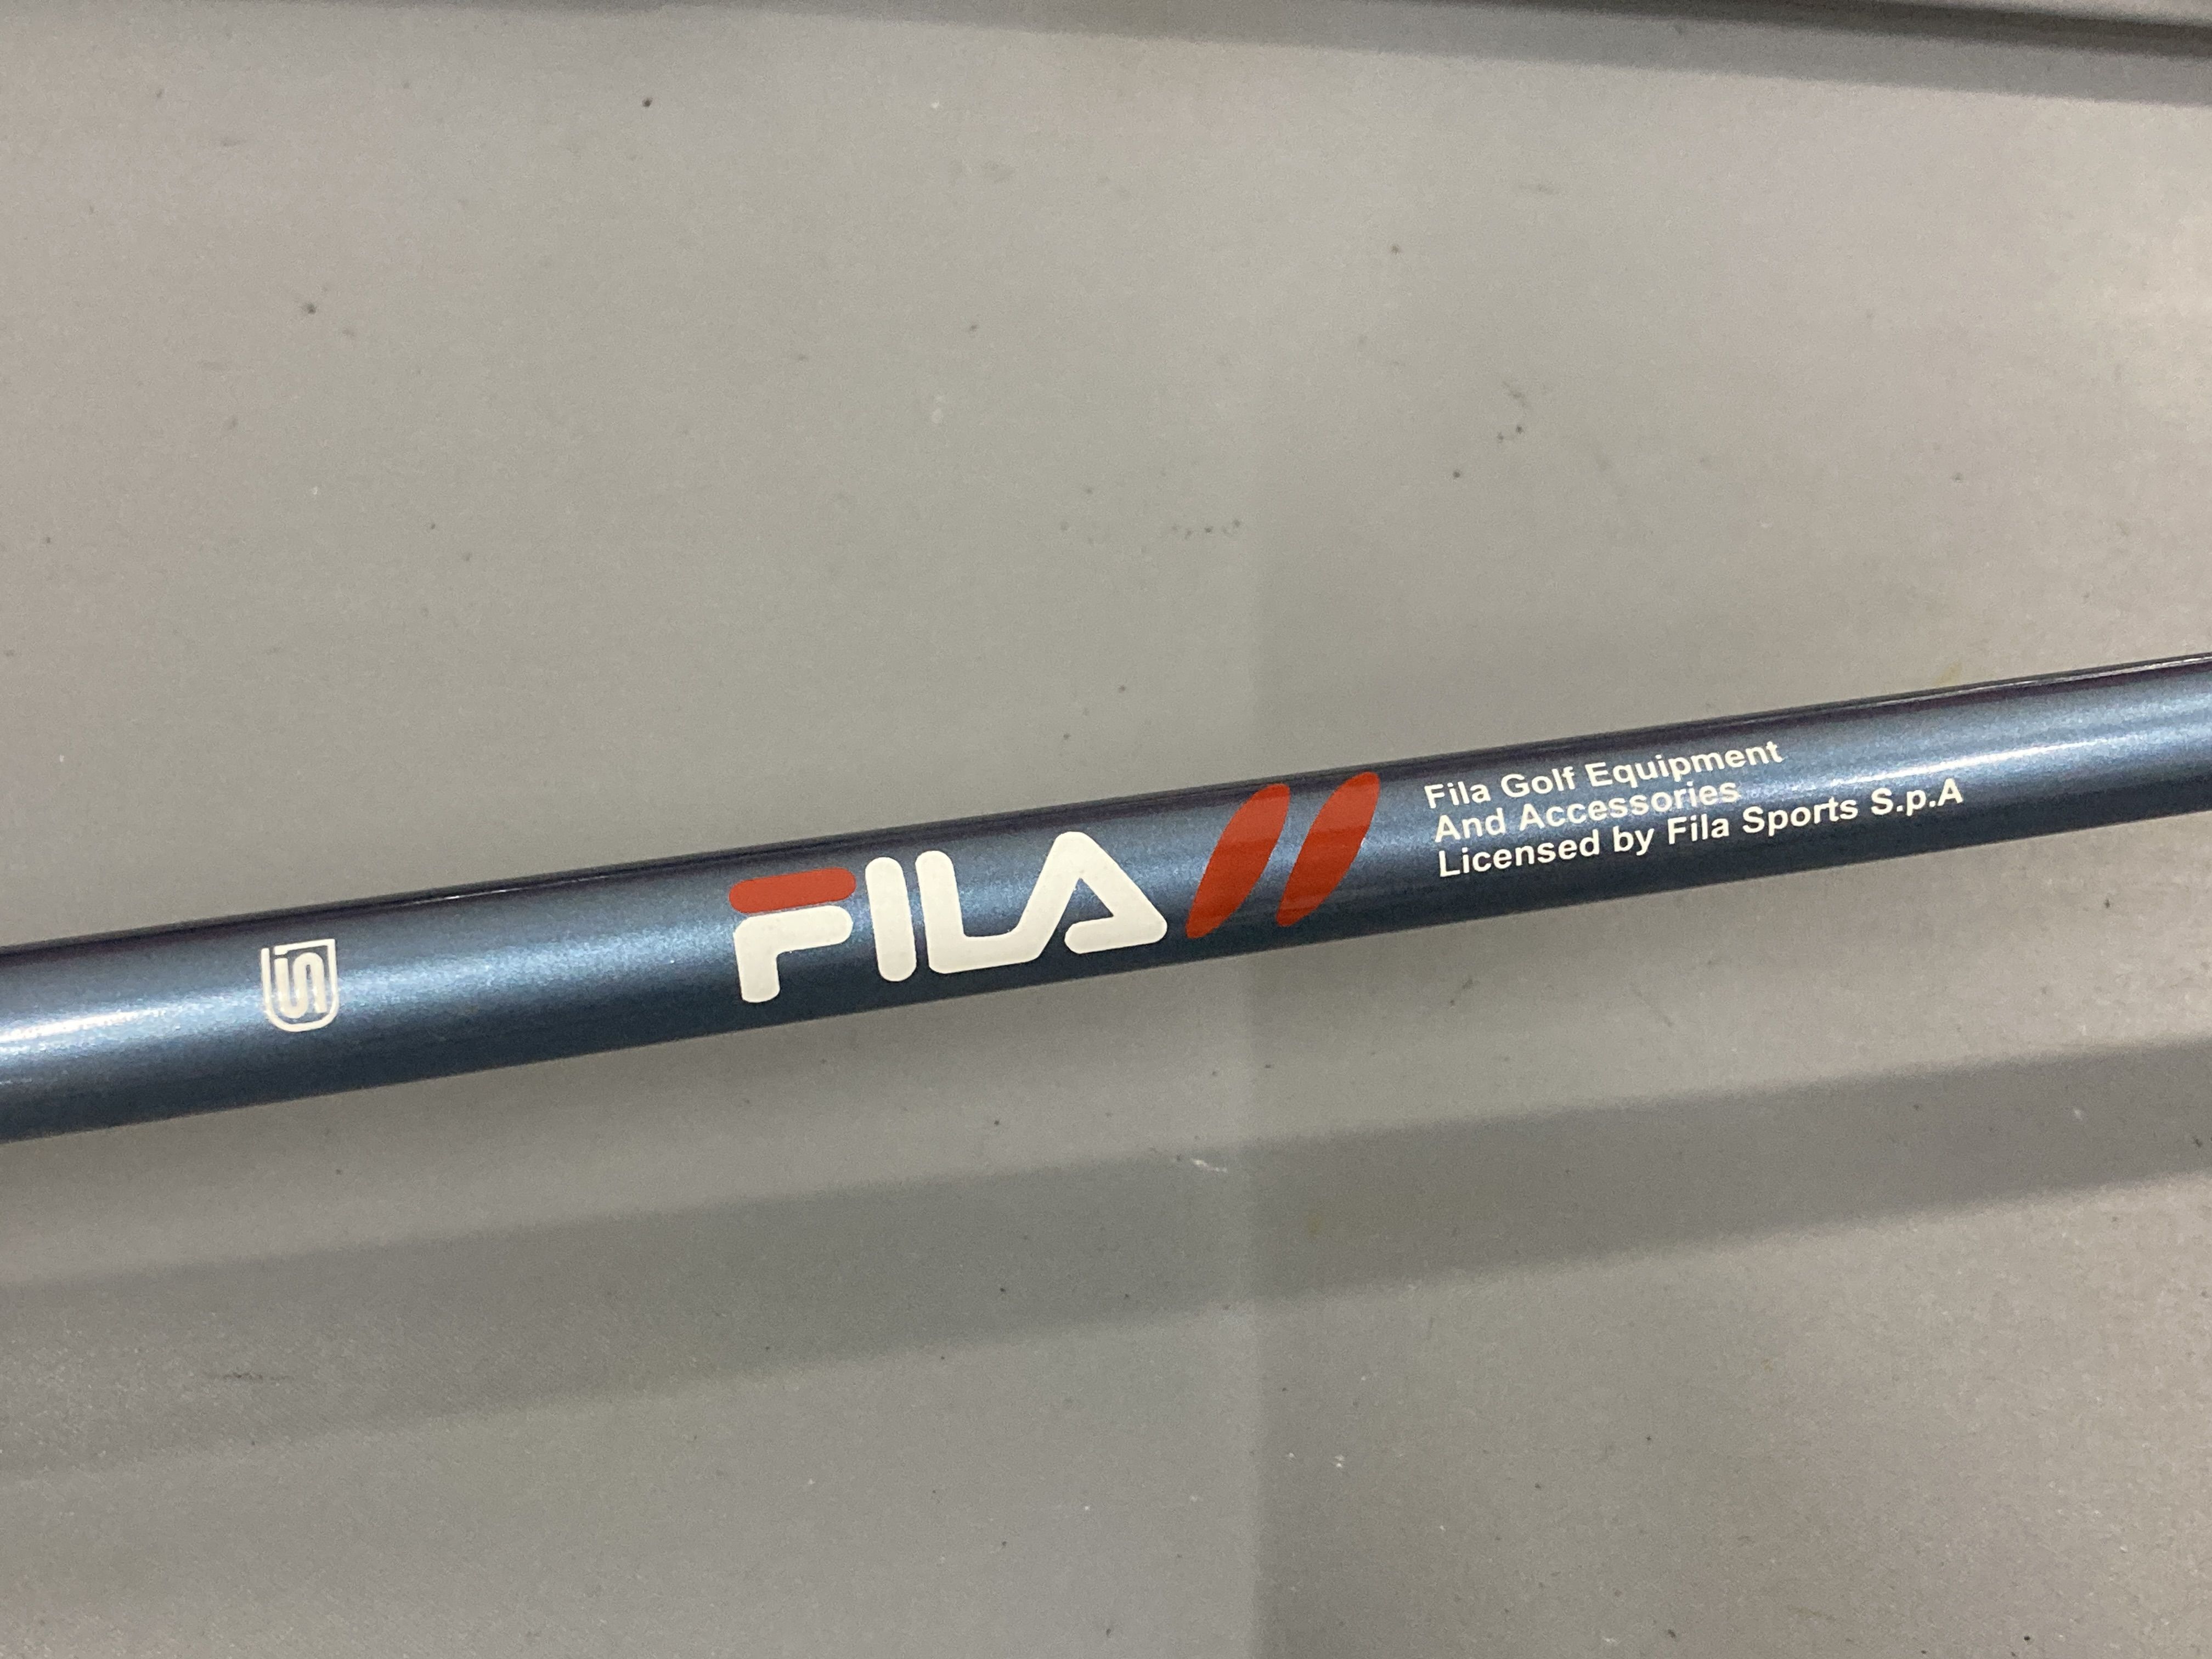 FILA
Fila Golf Equipment
And Accessories
Licensed by Fila Sports S.p.A